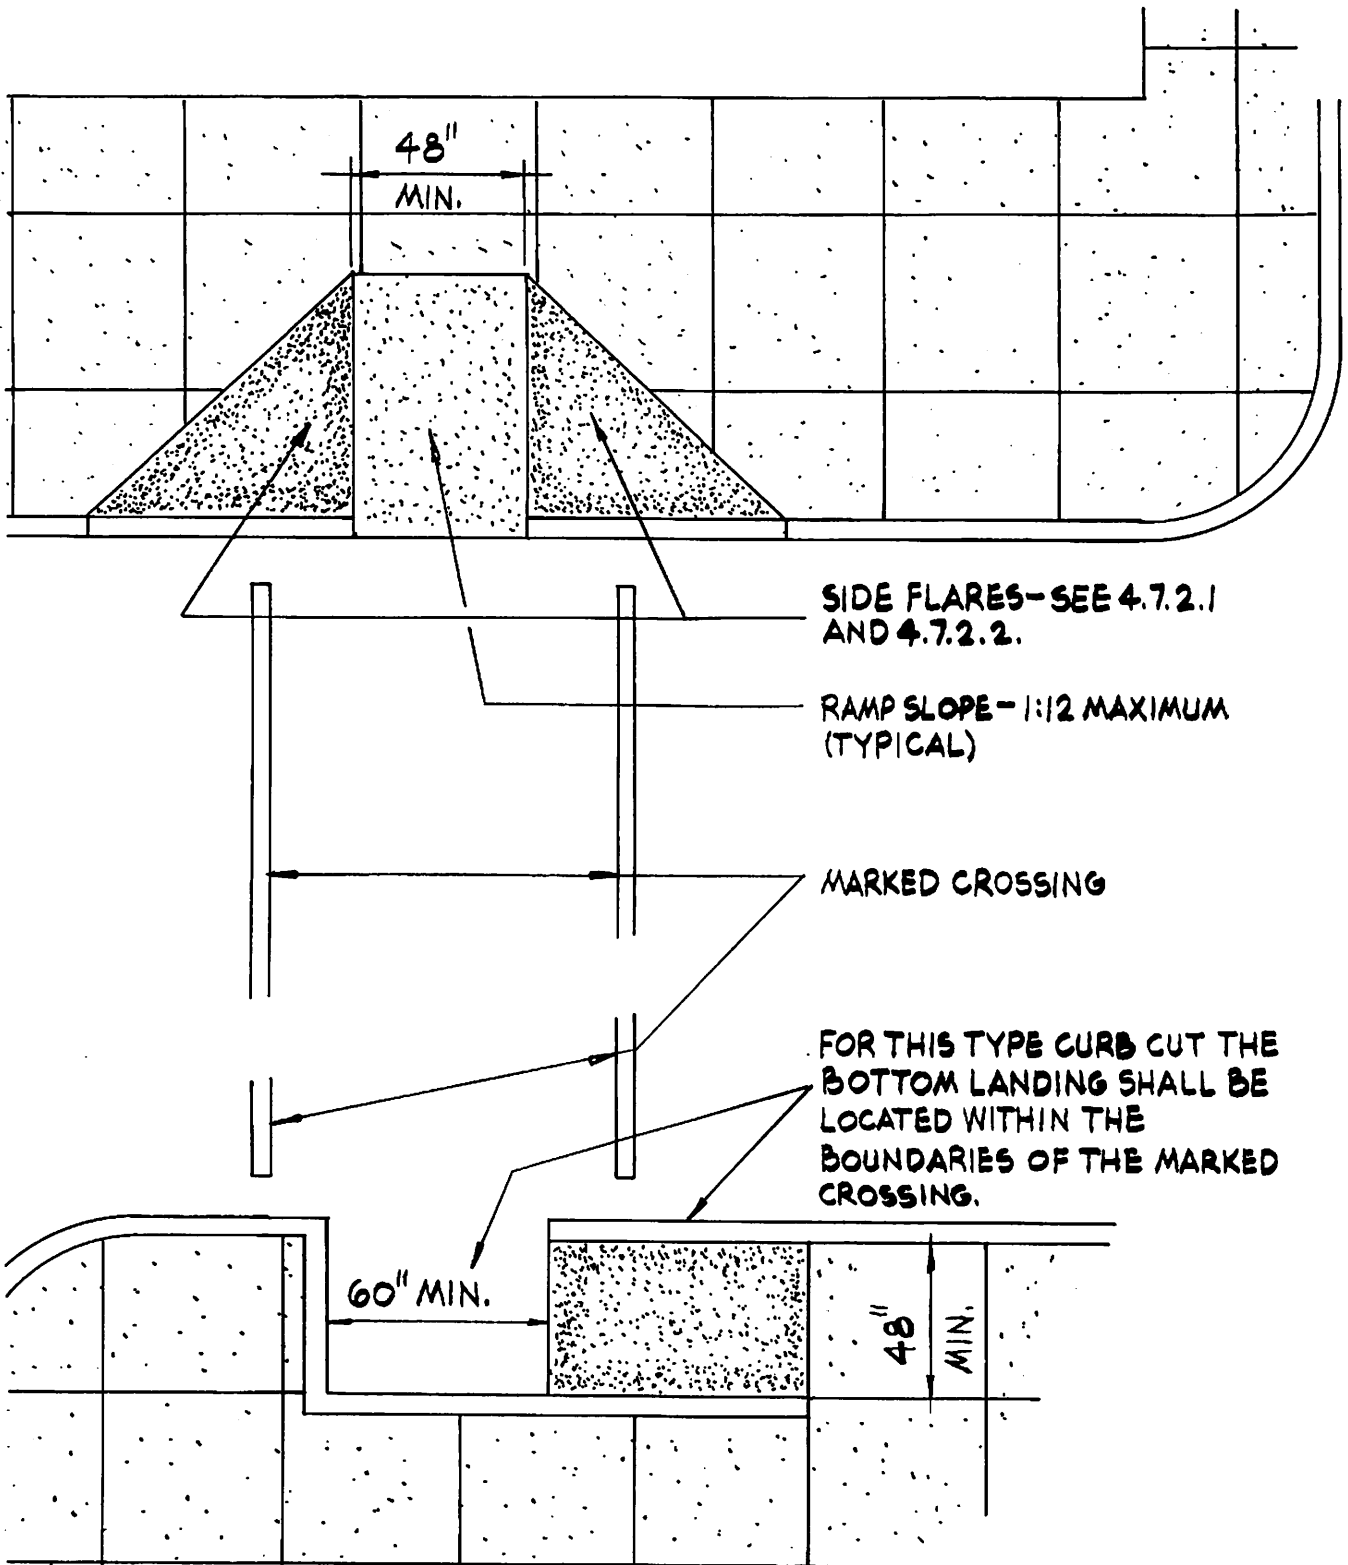 48"
MIN.
SIDE FLARES-SEE 4.7.2.1
AND 4.7.2.2.
RAMP SLOPE-1:12 MAXIMUM
(TYPICAL)
MARKED CROSSING
FOR THIS TYPE CURB CUT THE
BOTTOM LANDING SHALL BE
LOCATED WITHIN THE
BOUNDARIES OF THE MARKED
CROSSING.
60" MIN.
48"
MIN.